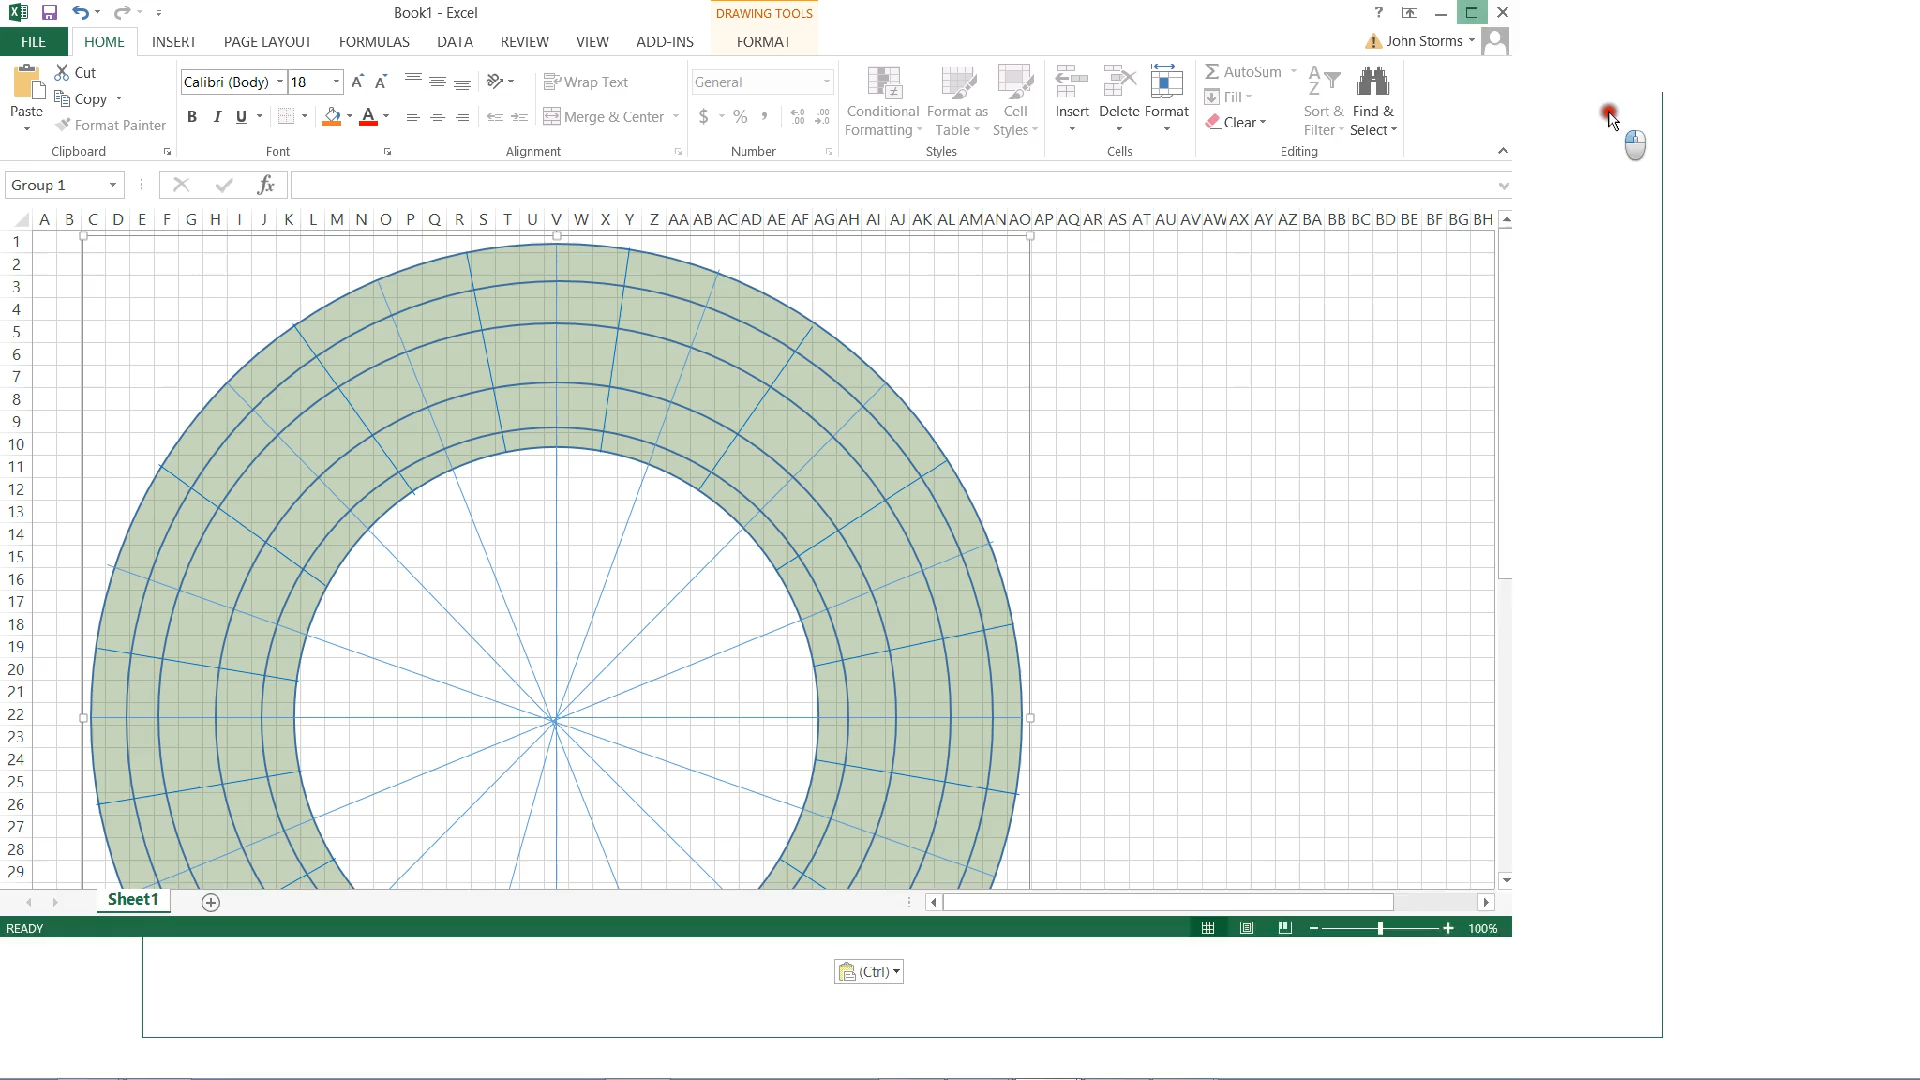 Book1 - Excel
DRAWING TOOLS
?
FILE HOME INSERT PAGE LAYOUT FORMULAS DATA REVIEW VIEW ADD-INS FORMAT
John Storms
Paste
Cut
Copy
Format Painter
Clipboard
Calibri (Body) 18
A A
B I U A
Font
Wrap Text
Merge & Center
Alignment
General
$ % ,
Number
Conditional Formatting
Format as Table
Cell Styles
Styles
Insert Delete Format
Cells
AutoSum
Fill
Clear
Sort & Filter
Find & Select
Editing
Group 1
fx
A B C D E F G H I J K L M N O P Q R S T U V W X Y Z AA AB AC AD AE AF AG AH AI AJ AK AL AM AN AO AP AQ AR AS AT AU AV AW AX AY AZ BA BB BC BD BE BF BG BH
1
2
3
4
5
6
7
8
9
10
11
12
13
14
15
16
17
18
19
20
21
22
23
24
25
26
27
28
29
Sheet1
READY
100%
(Ctrl)